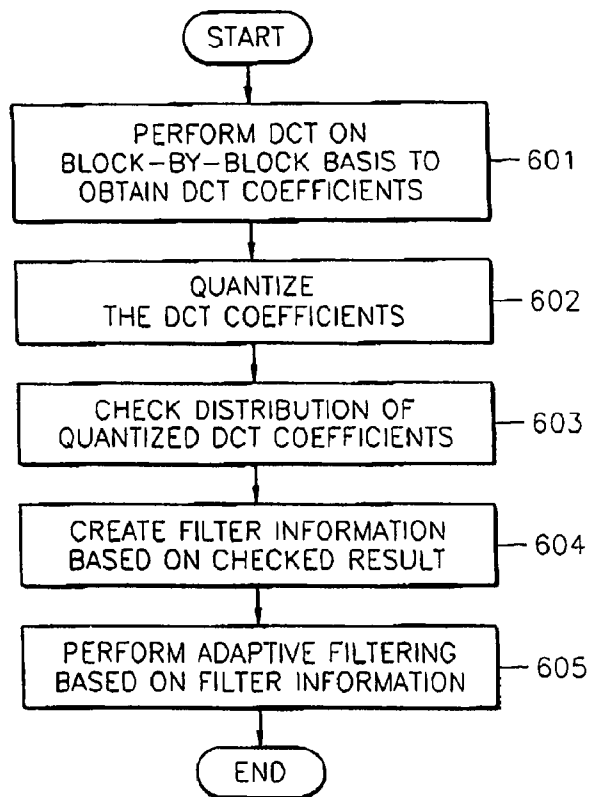 START
PERFORM DCT ON
BLOCK-BY-BLOCK BASIS TO
OBTAIN DCT COEFFICIENTS
601
QUANTIZE
THE DCT COEFFICIENTS
602
CHECK DISTRIBUTION OF
QUANTIZED DCT COEFFICIENTS
603
CREATE FILTER INFORMATION
BASED ON CHECKED RESULT
604
PERFORM ADAPTIVE FILTERING
BASED ON FILTER INFORMATION
605
END